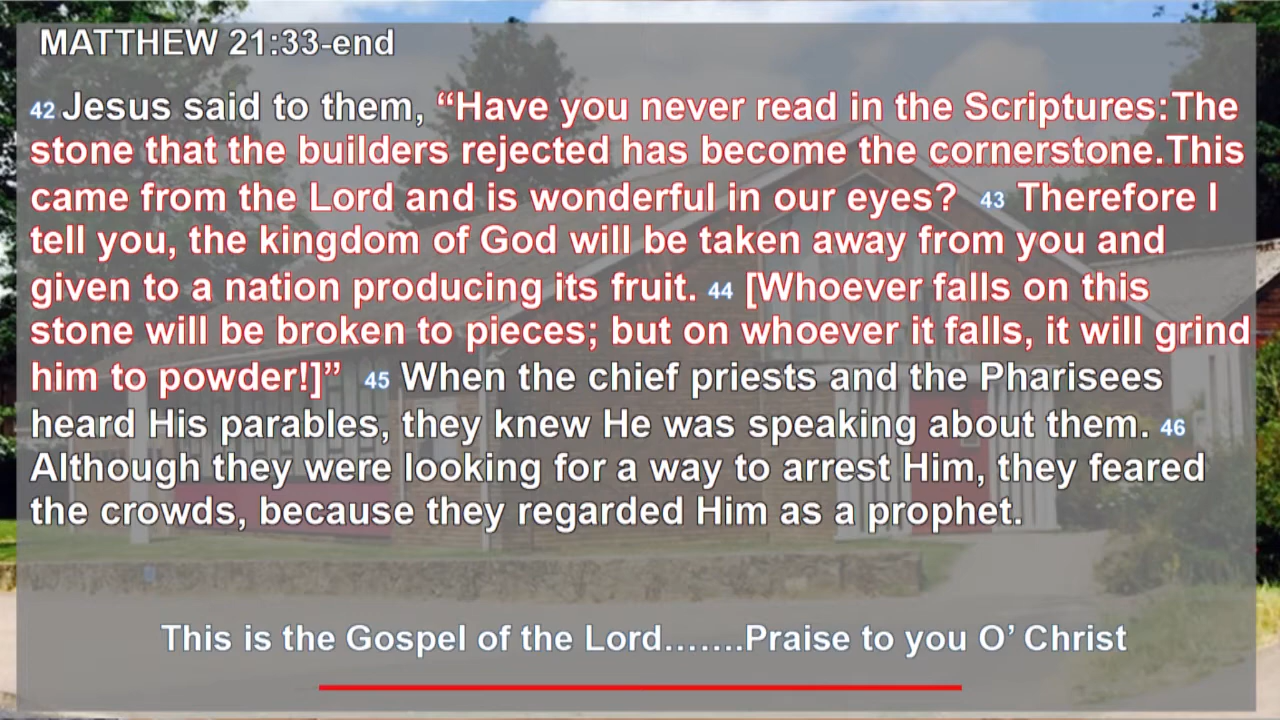 MATTHEW 21:33-end
42 Jesus said to them, “Have you never read in the Scriptures:The
stone that the builders rejected has become the cornerstone.This
came from the Lord and is wonderful in our eyes? 43 Therefore I
tell you, the kingdom of God will be taken away from you and
given to a nation producing its fruit. 44 [Whoever falls on this
stone will be broken to pieces; but on whoever it falls, it will grind
him to powder!]” 45 When the chief priests and the Pharisees
heard His parables, they knew He was speaking about them. 46
Although they were looking for a way to arrest Him, they feared
the crowds, because they regarded Him as a prophet.
This is the Gospel of the Lord…….Praise to you O’ Christ